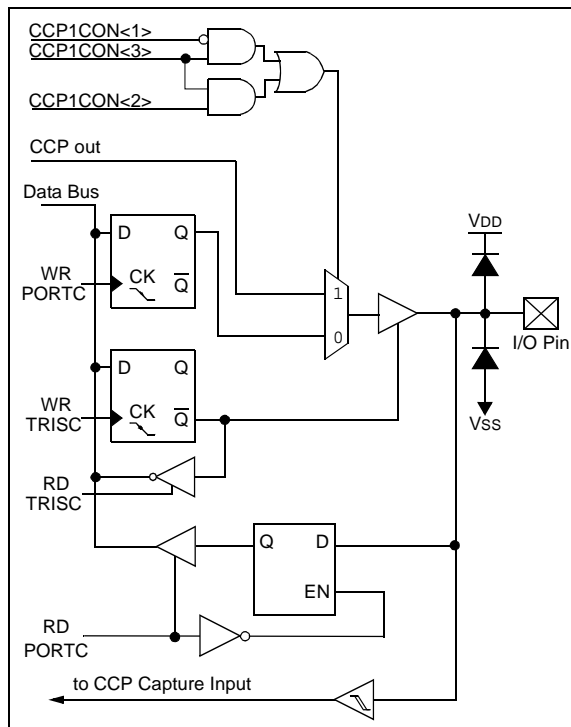 CCP1CON<1>
CCP1CON<3>
CCP1CON<2>
CCP out
Data Bus
D Q
WR
PORTC
CK
Q
VDD
1
0
I/O Pin
D Q
WR
TRISC
CK
Q
VSS
RD
TRISC
Q D
EN
RD
PORTC
to CCP Capture Input